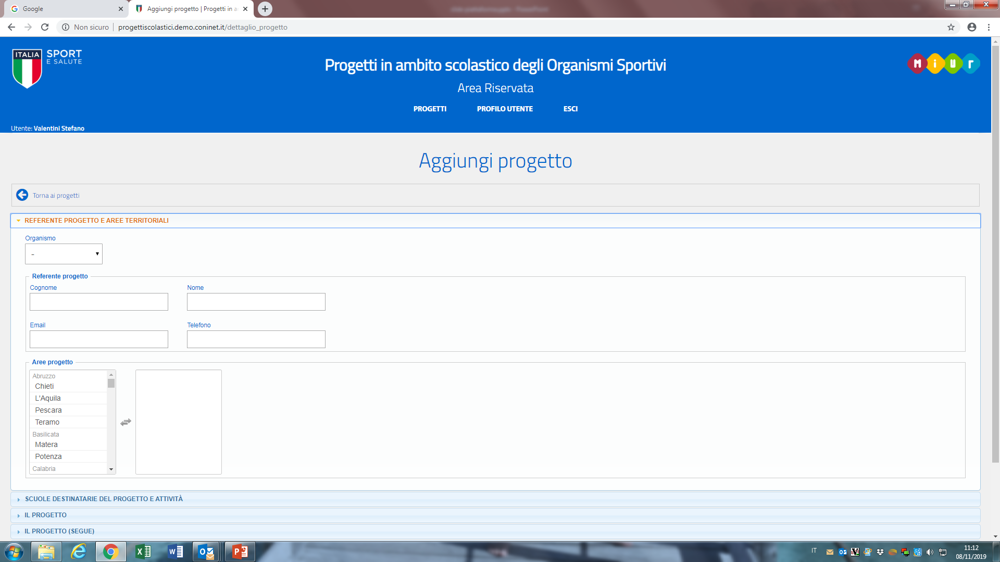 Google
Aggiungi progetto | Progetti in a
Non sicuro
progettiscolastici.demo.coninet.it/dettaglio_progetto
ITALIA
SPORT
E SALUTE
Progetti in ambito scolastico degli Organismi Sportivi
Miur
Area Riservata
PROGETTI
PROFILO UTENTE
ESCI
Utente: Valentini Stefano
Aggiungi progetto
Torna ai progetti
REFERENTE PROGETTO E AREE TERRITORIALI
Organismo
-
Referente progetto
Cognome
Nome
Email
Telefono
Aree progetto
Abruzzo
Chieti
L'Aquila
Pescara
Teramo
Basilicata
Matera
Potenza
Calabria
SCUOLE DESTINATARIE DEL PROGETTO E ATTIVITÀ
IL PROGETTO
IL PROGETTO (SEGUE)
IT
11:12
08/11/2019